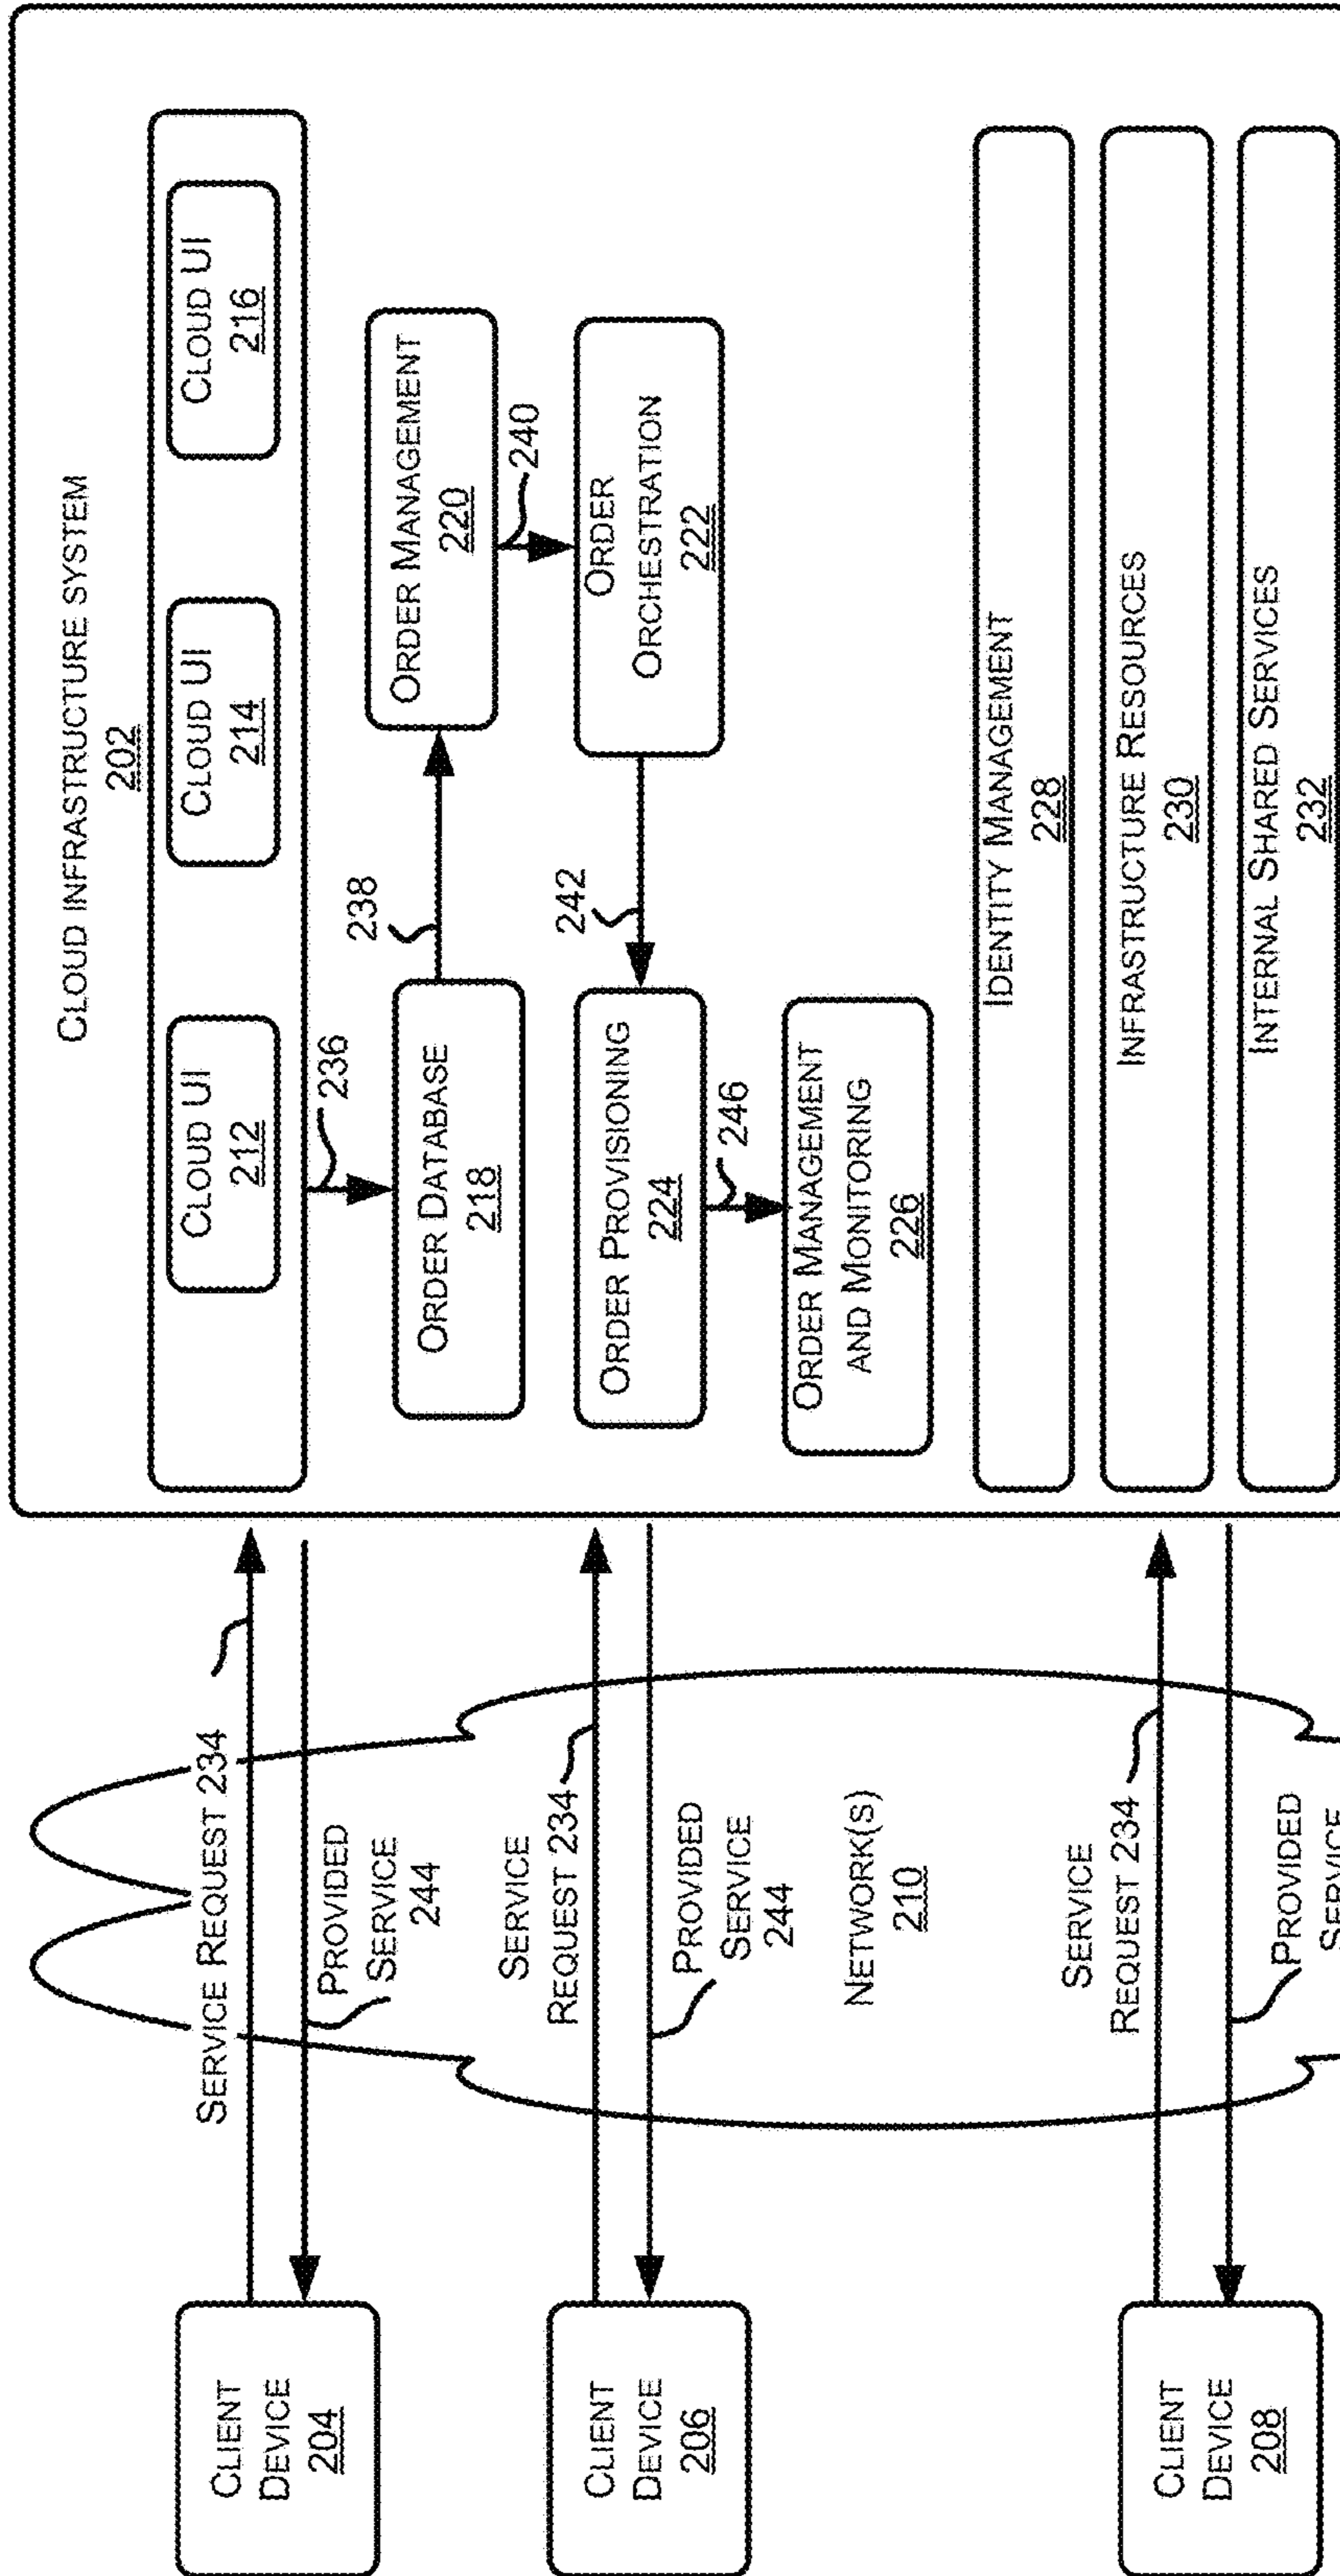 CLOUD INFRASTRUCTURE SYSTEM
202
CLOUD UI
212
CLOUD UI
214
CLOUD UI
216
236
ORDER DATABASE
218
238
ORDER MANAGEMENT
220
240
ORDER
ORCHESTRATION
222
242
ORDER PROVISIONING
224
246
ORDER MANAGEMENT
AND MONITORING
226
IDENTITY MANAGEMENT
228
INFRASTRUCTURE RESOURCES
230
INTERNAL SHARED SERVICES
232
SERVICE REQUEST 234
PROVIDED
SERVICE
244
SERVICE
REQUEST 234
PROVIDED
SERVICE
244
NETWORK(S)
210
SERVICE
REQUEST 234
PROVIDED
SERVICE
CLIENT
DEVICE
204
CLIENT
DEVICE
206
CLIENT
DEVICE
208